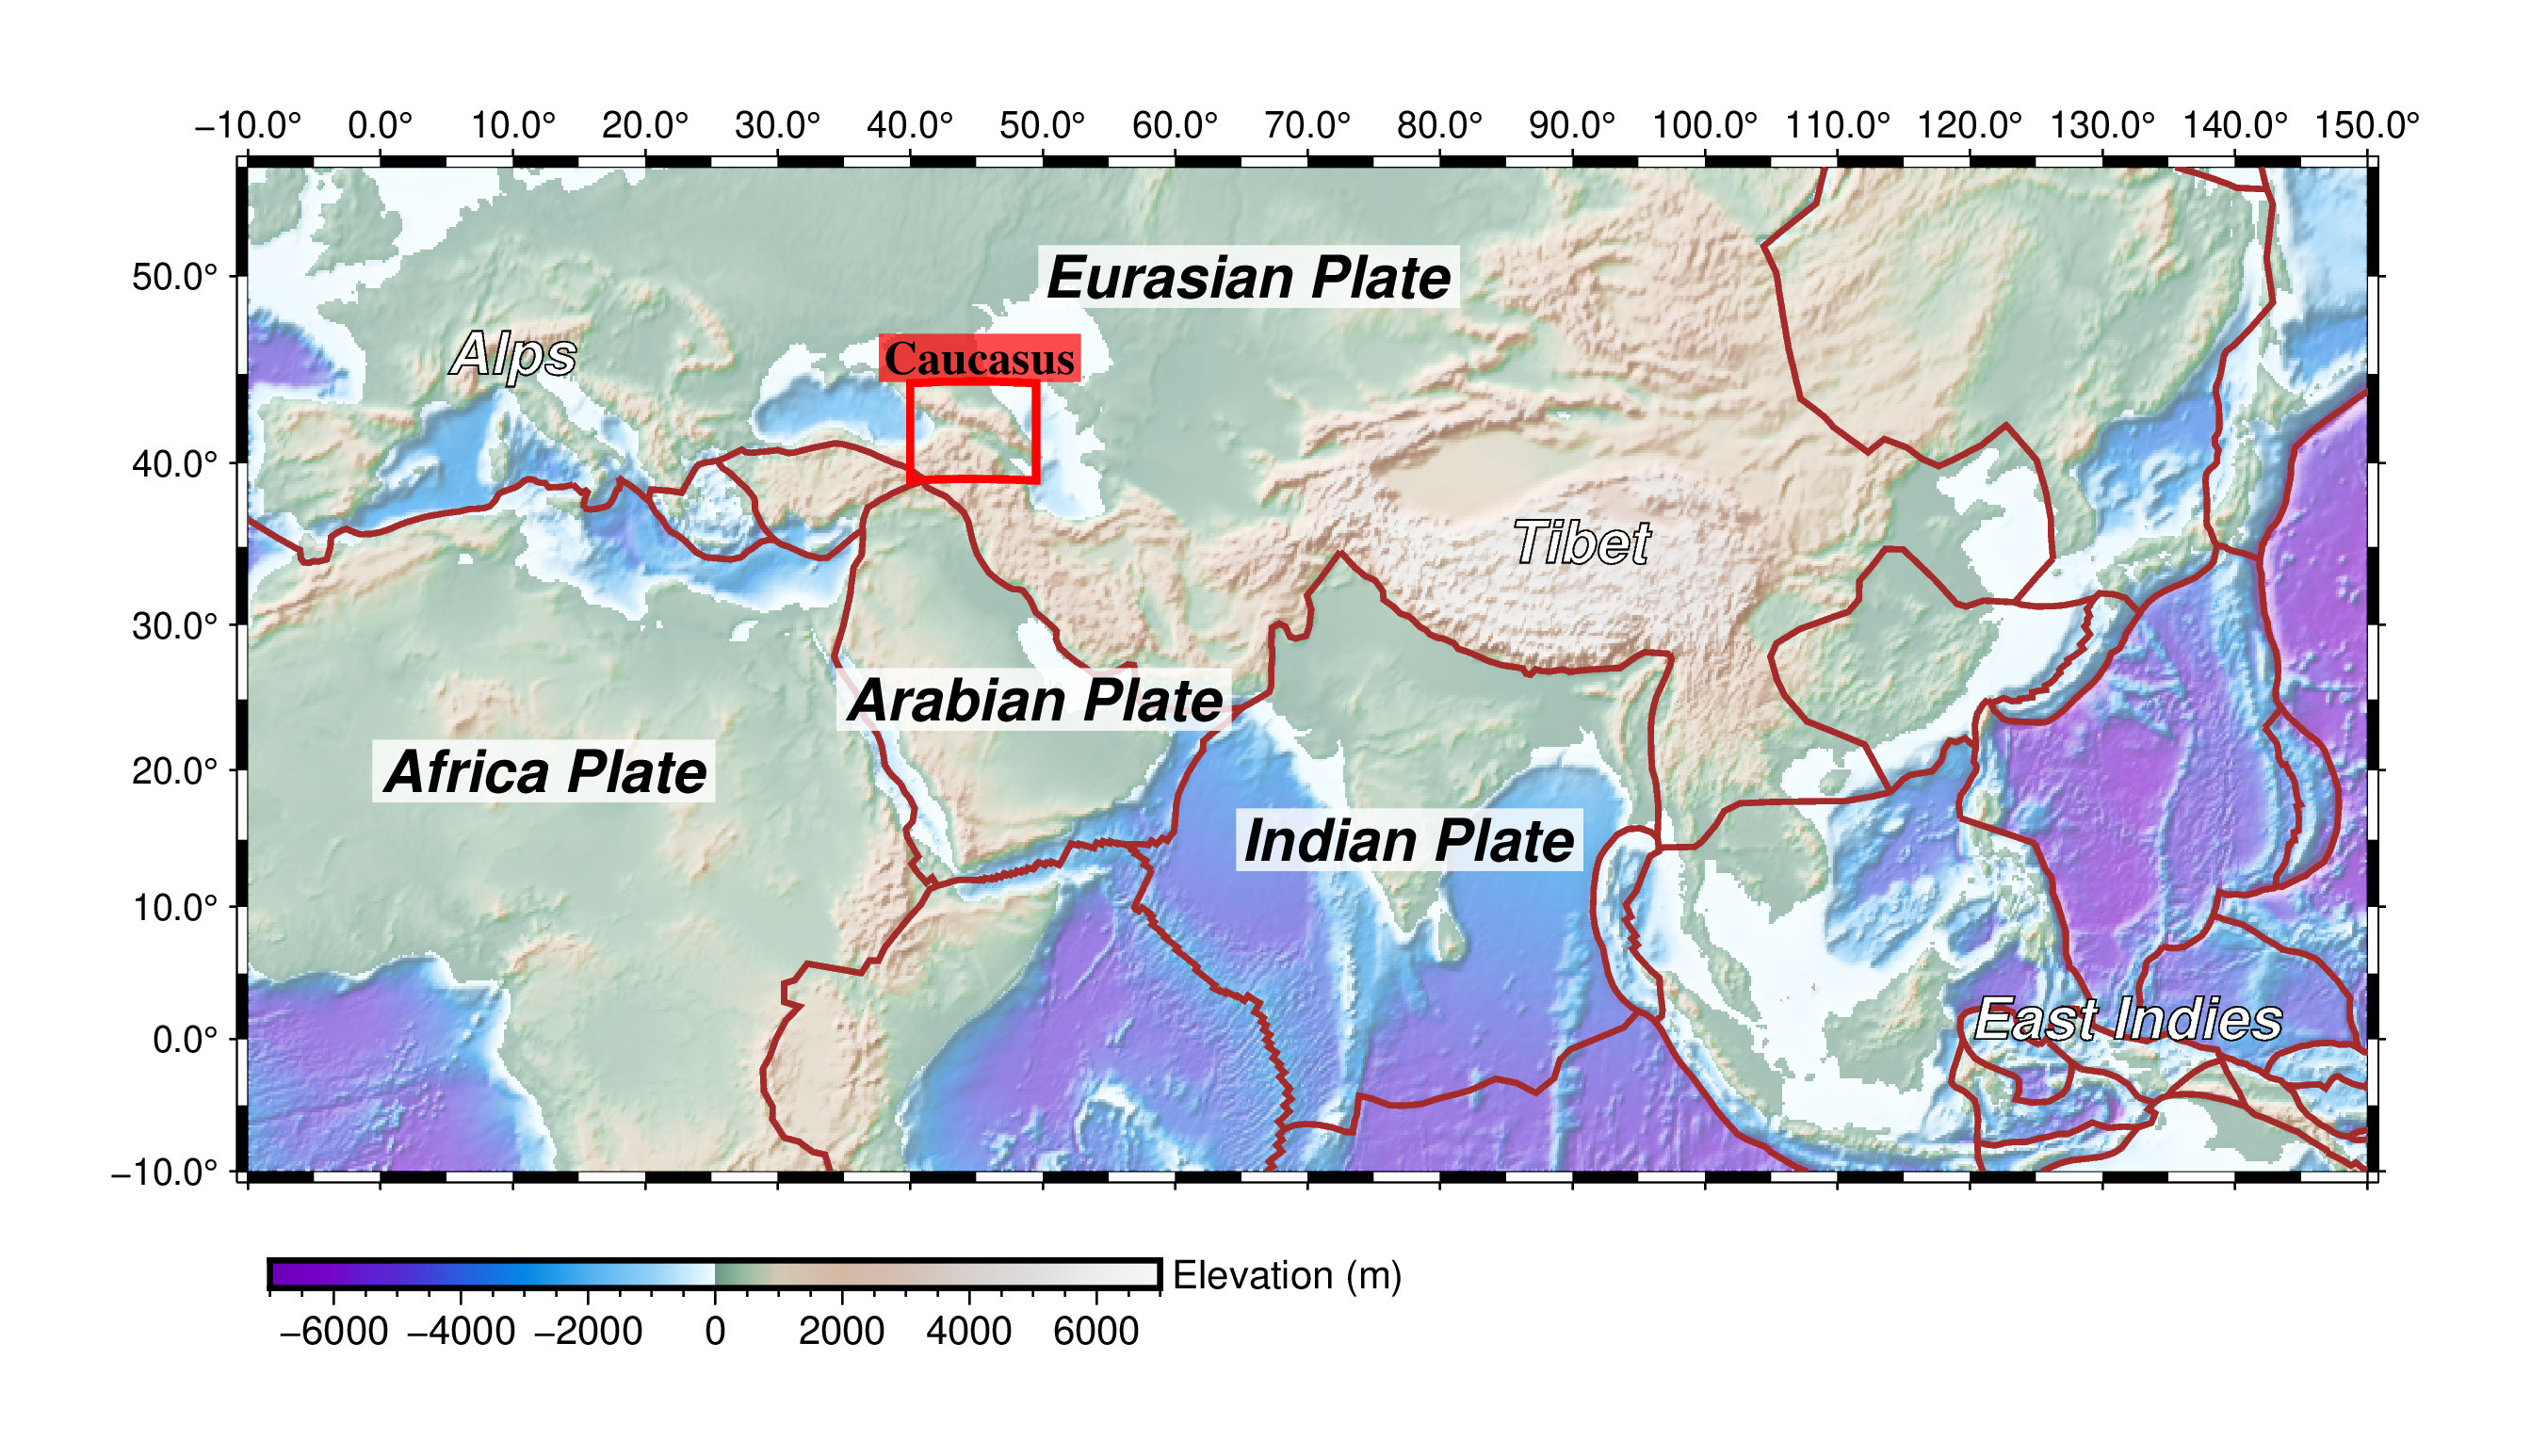 −10.0° 0.0° 10.0° 20.0° 30.0° 40.0° 50.0° 60.0° 70.0° 80.0° 90.0° 100.0° 110.0° 120.0° 130.0° 140.0° 150.0°
50.0°
Eurasian Plate
Alps
Caucasus
40.0°
Tibet
30.0°
Arabian Plate
20.0°
Africa Plate
Indian Plate
10.0°
0.0°
East Indies
−10.0°
Elevation (m)
−6000 −4000 −2000 0 2000 4000 6000